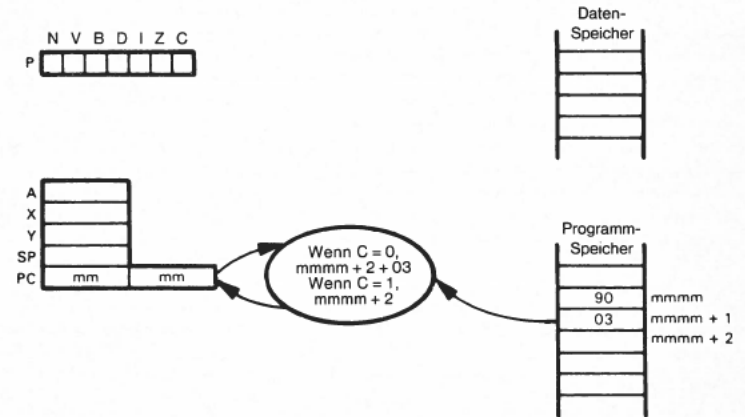 Daten-
Speicher
N V B D I Z C
P
A
X
Y
SP
PC mm mm
Wenn C = 0,
mmmm + 2 + 03
Wenn C = 1,
mmmm + 2
Programm-
Speicher
90 mmmm
03 mmmm + 1
mmmm + 2